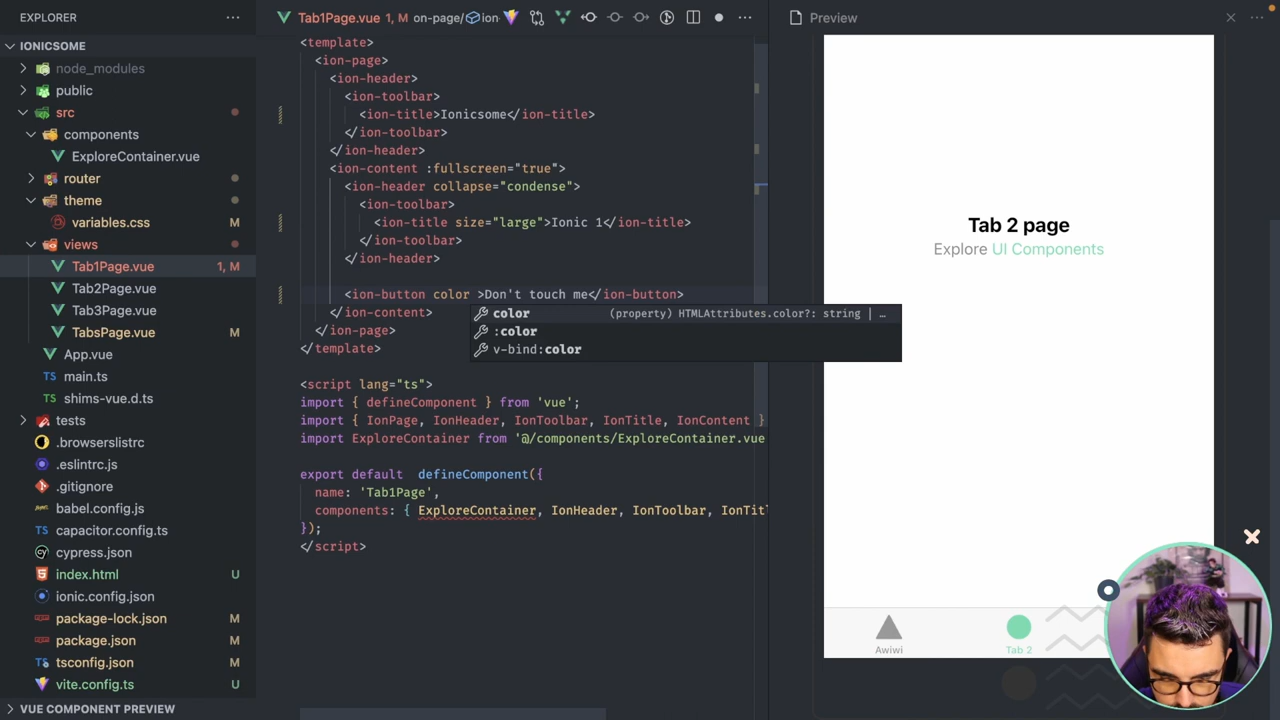 EXPLORER
IONICSOME
node_modules
public
src
components
ExploreContainer.vue
router
theme
variables.css M
views
Tab1Page.vue 1, M
Tab2Page.vue
Tab3Page.vue
TabsPage.vue M
App.vue
main.ts
shims-vue.d.ts
tests
.browserslistrc
.eslintrc.js
.gitignore
babel.config.js
capacitor.config.ts
cypress.json
index.html U
ionic.config.json
package-lock.json M
package.json M
tsconfig.json M
vite.config.ts U
VUE COMPONENT PREVIEW
Tab1Page.vue 1, M on-page/ ion-
<template>
<ion-page>
<ion-header>
<ion-toolbar>
<ion-title>Ionicsome</ion-title>
</ion-toolbar>
</ion-header>
<ion-content :fullscreen="true">
<ion-header collapse="condense">
<ion-toolbar>
<ion-title size="large">Ionic 1</ion-title>
</ion-toolbar>
</ion-header>
<ion-button color >Don't touch me</ion-button>
</ion-content>
</ion-page>
</template>
color (property) HTMLAttributes.color?: string | …
:color
v-bind:color
<script lang="ts">
import { defineComponent } from 'vue';
import { IonPage, IonHeader, IonToolbar, IonTitle, IonContent }
import ExploreContainer from '@/components/ExploreContainer.vue
export default defineComponent({
name: 'Tab1Page',
components: { ExploreContainer, IonHeader, IonToolbar, IonTitl
});
</script>
Preview
Tab 2 page
Explore UI Components
Awiwi
Tab 2